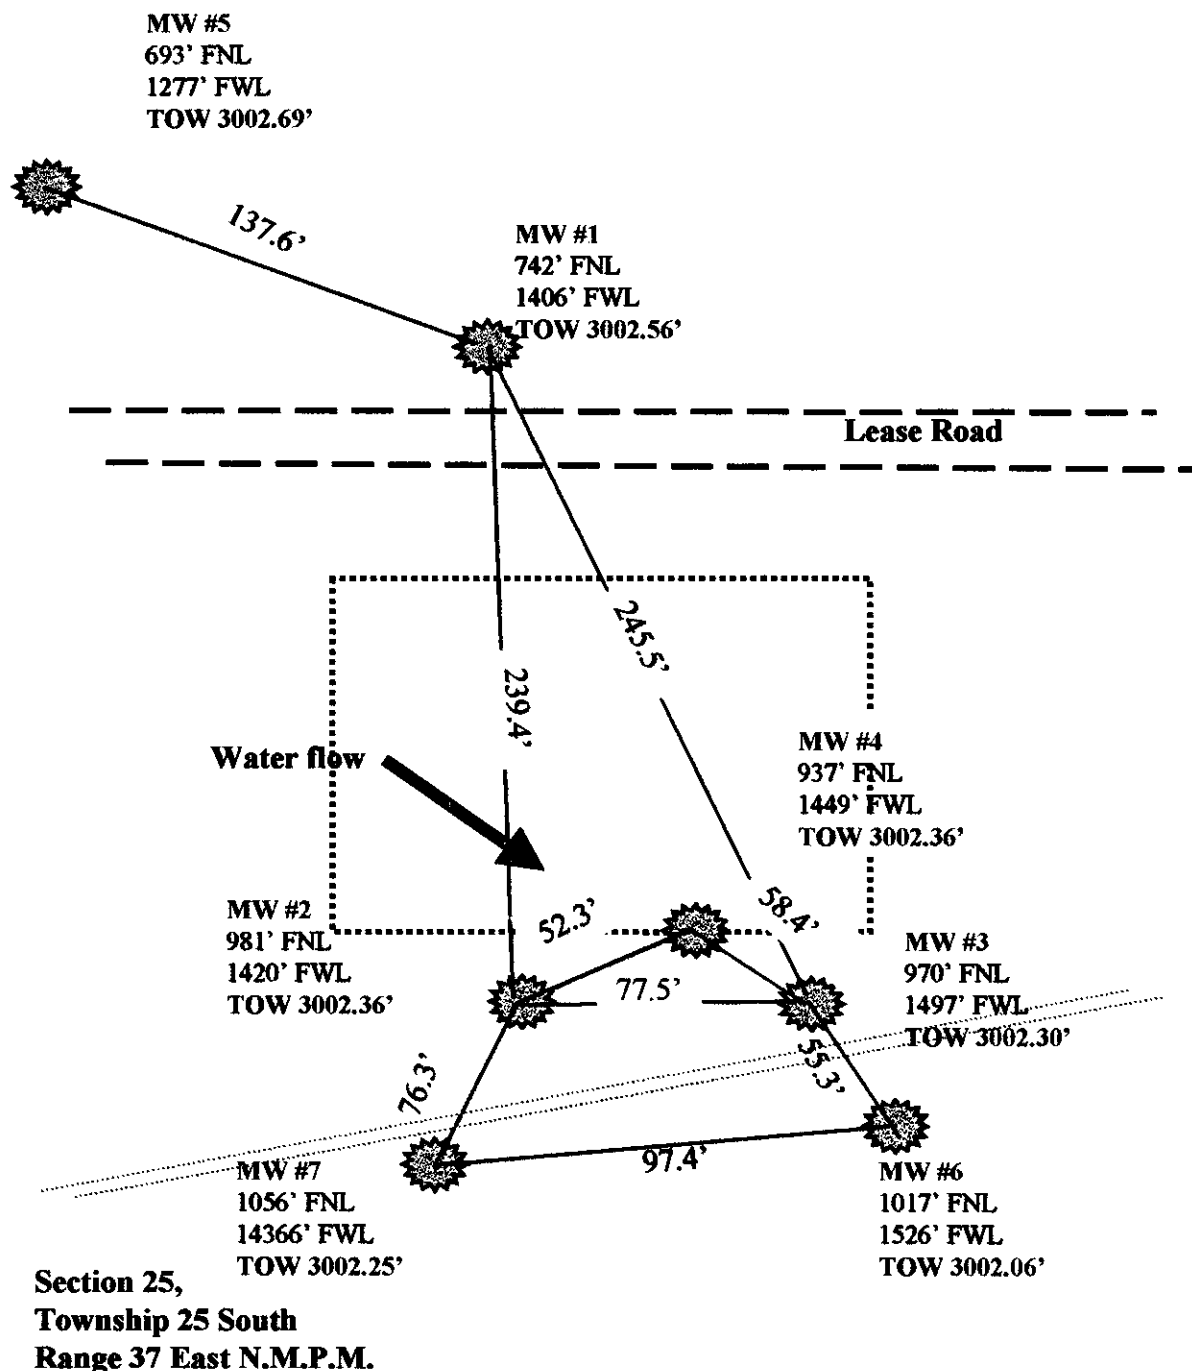 MW #5
693' FNL
1277' FWL
TOW 3002.69'
137.6'
MW #1
742' FNL
1406' FWL
TOW 3002.56'
Lease Road
245.5'
239.4'
Water flow
MW #4
937' FNL
1449' FWL
TOW 3002.36'
MW #2
981' FNL
1420' FWL
TOW 3002.36'
52.3'
58.4'
77.5'
MW #3
970' FNL
1497' FWL
TOW 3002.30'
55.3'
76.3'
97.4'
MW #7
1056' FNL
14366' FWL
TOW 3002.25'
MW #6
1017' FNL
1526' FWL
TOW 3002.06'
Section 25,
Township 25 South
Range 37 East N.M.P.M.